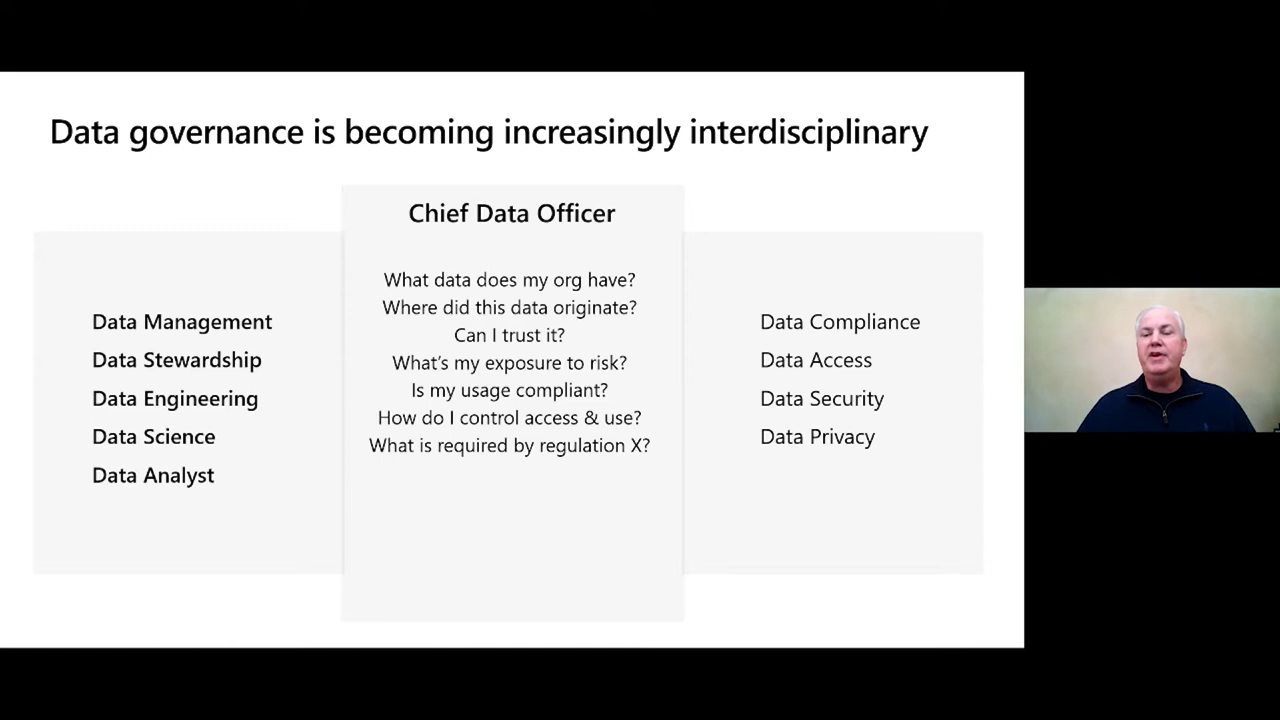 Data governance is becoming increasingly interdisciplinary
Chief Data Officer
What data does my org have?
Where did this data originate?
Can I trust it?
What's my exposure to risk?
Is my usage compliant?
How do I control access & use?
What is required by regulation X?
Data Management
Data Stewardship
Data Engineering
Data Science
Data Analyst
Data Compliance
Data Access
Data Security
Data Privacy